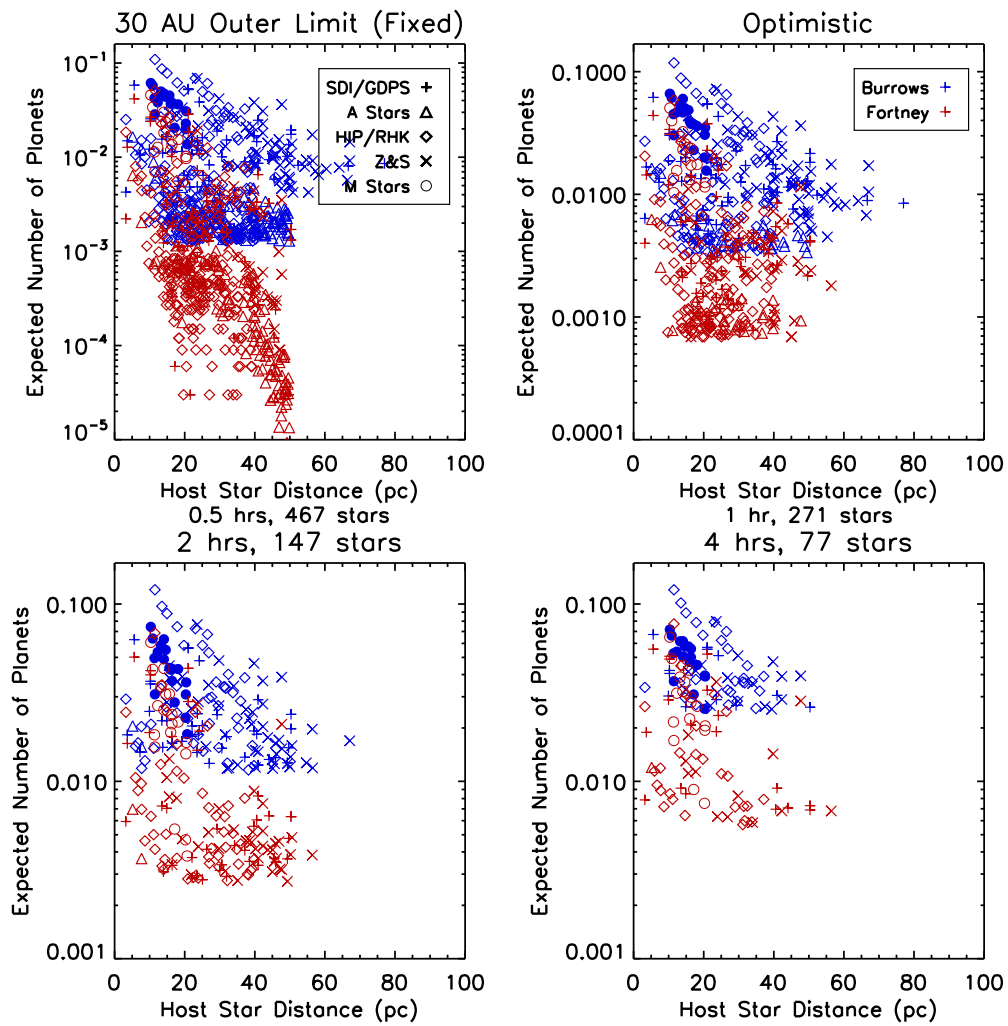 30 AU Outer Limit (Fixed)
Optimistic
Expected Number of Planets
10⁻¹
10⁻²
10⁻³
10⁻⁴
10⁻⁵
SDI/GDPS
A Stars
HIP/RHK
Z&S
M Stars
0 20 40 60 80 100
Host Star Distance (pc)
0.5 hrs, 467 stars
Expected Number of Planets
0.1000
0.0100
0.0010
0.0001
Burrows
Fortney
0 20 40 60 80 100
Host Star Distance (pc)
1 hr, 271 stars
2 hrs, 147 stars
Expected Number of Planets
0.100
0.010
0.001
0 20 40 60 80 100
Host Star Distance (pc)
4 hrs, 77 stars
Expected Number of Planets
0.100
0.010
0.001
0 20 40 60 80 100
Host Star Distance (pc)